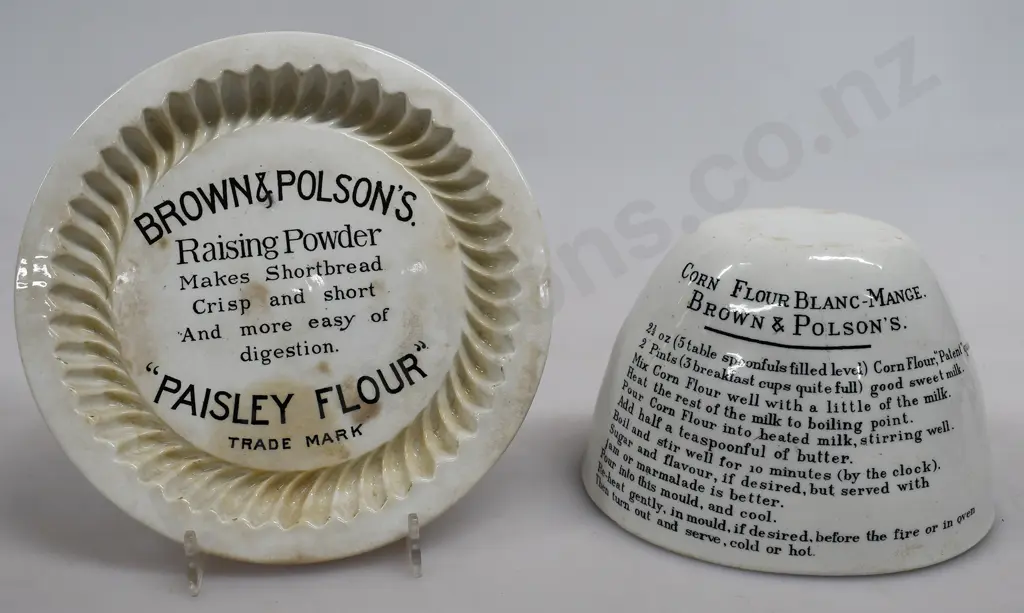 BROWN & POLSON'S.
Raising Powder
Makes Shortbread
Crisp and short
And more easy of
digestion.
"PAISLEY FLOUR"
TRADE MARK
CORN FLOUR BLANC-MANGE.
BROWN & POLSON'S.
2½ oz (5 table spoonfuls filled level) Corn Flour, "Patent"
2 Pints (3 breakfast cups quite full) good sweet milk.
Mix Corn Flour well with a little of the milk.
Heat the rest of the milk to boiling point.
Pour Corn Flour into heated milk, stirring well.
Add half a teaspoonful of butter.
Boil and stir well for 10 minutes (by the clock).
Sugar and flavour, if desired, but served with
Jam or marmalade is better.
Pour into this mould, and cool.
Re-heat gently, in mould, if desired, before the fire or in oven
Then turn out and serve, cold or hot.
ons.co.nz